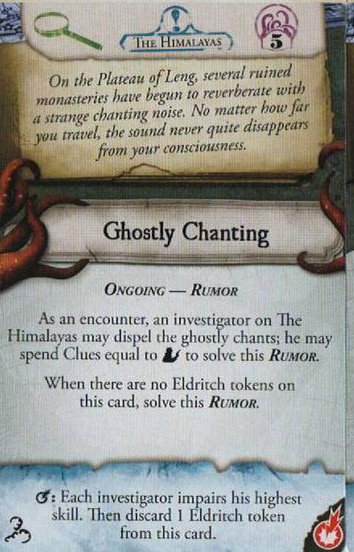 The Himalayas
5
On the Plateau of Leng, several ruined
monasteries have begun to reverberate with
a strange chanting noise. No matter how far
you travel, the sound never quite disappears
from your consciousness.
Ghostly Chanting
Ongoing — Rumor
As an encounter, an investigator on The
Himalayas may dispel the ghostly chants; he may
spend Clues equal to to solve this Rumor.
When there are no Eldritch tokens on
this card, solve this Rumor.
: Each investigator impairs his highest
skill. Then discard 1 Eldritch token
from this card.